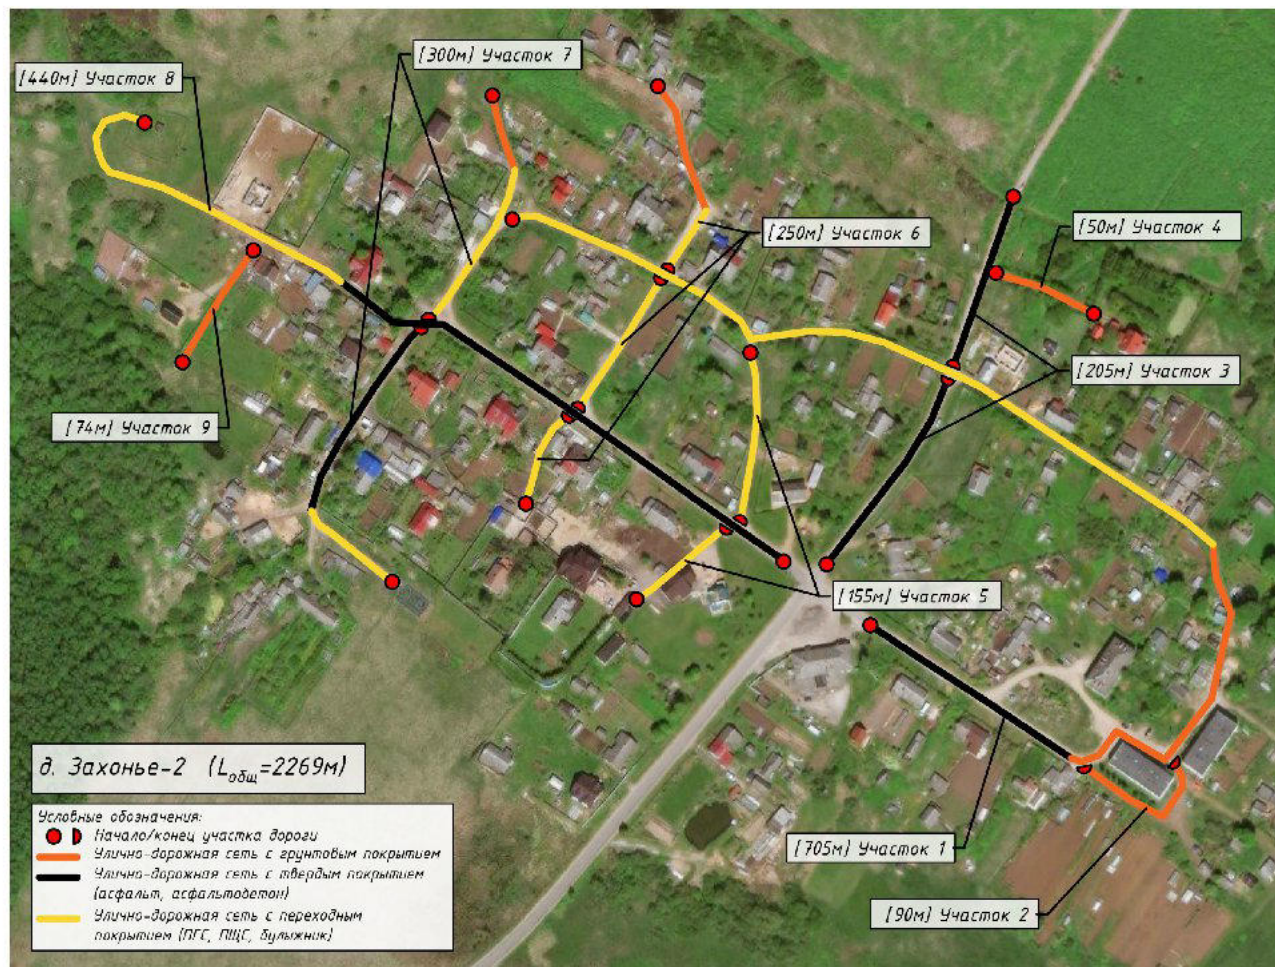 [300м] Участок 7
[440м] Участок 8
[50м] Участок 4
[250м] Участок 6
[205м] Участок 3
[74м] Участок 9
[155м] Участок 5
д. Захонье-2 (Lобщ=2269м)
Условные обозначения:
Начало/конец участка дороги
Улично-дорожная сеть с грунтовым покрытием
Улично-дорожная сеть с твердым покрытием
(асфальт, асфальтобетон)
Улично-дорожная сеть с переходным
покрытием (ПГС, ПЩС, булыжник)
[705м] Участок 1
[90м] Участок 2